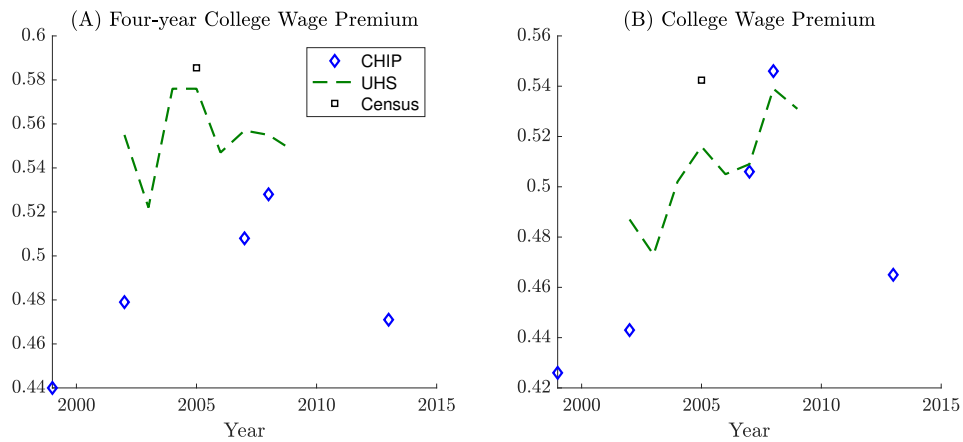 (A) Four-year College Wage Premium
0.6
0.58
0.56
0.54
0.52
0.5
0.48
0.46
0.44
CHIP
UHS
Census
2000 2005 2010 2015
Year
(B) College Wage Premium
0.56
0.54
0.52
0.5
0.48
0.46
0.44
0.42
2000 2005 2010 2015
Year